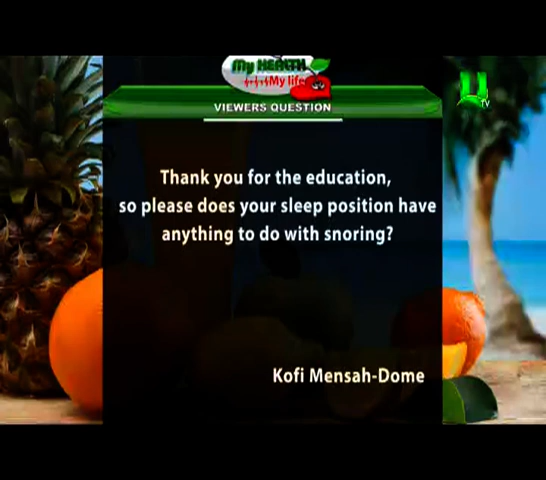 My HEALTH
My life
U
TV
VIEWERS QUESTION
Thank you for the education,
so please does your sleep position have
anything to do with snoring?
Kofi Mensah-Dome